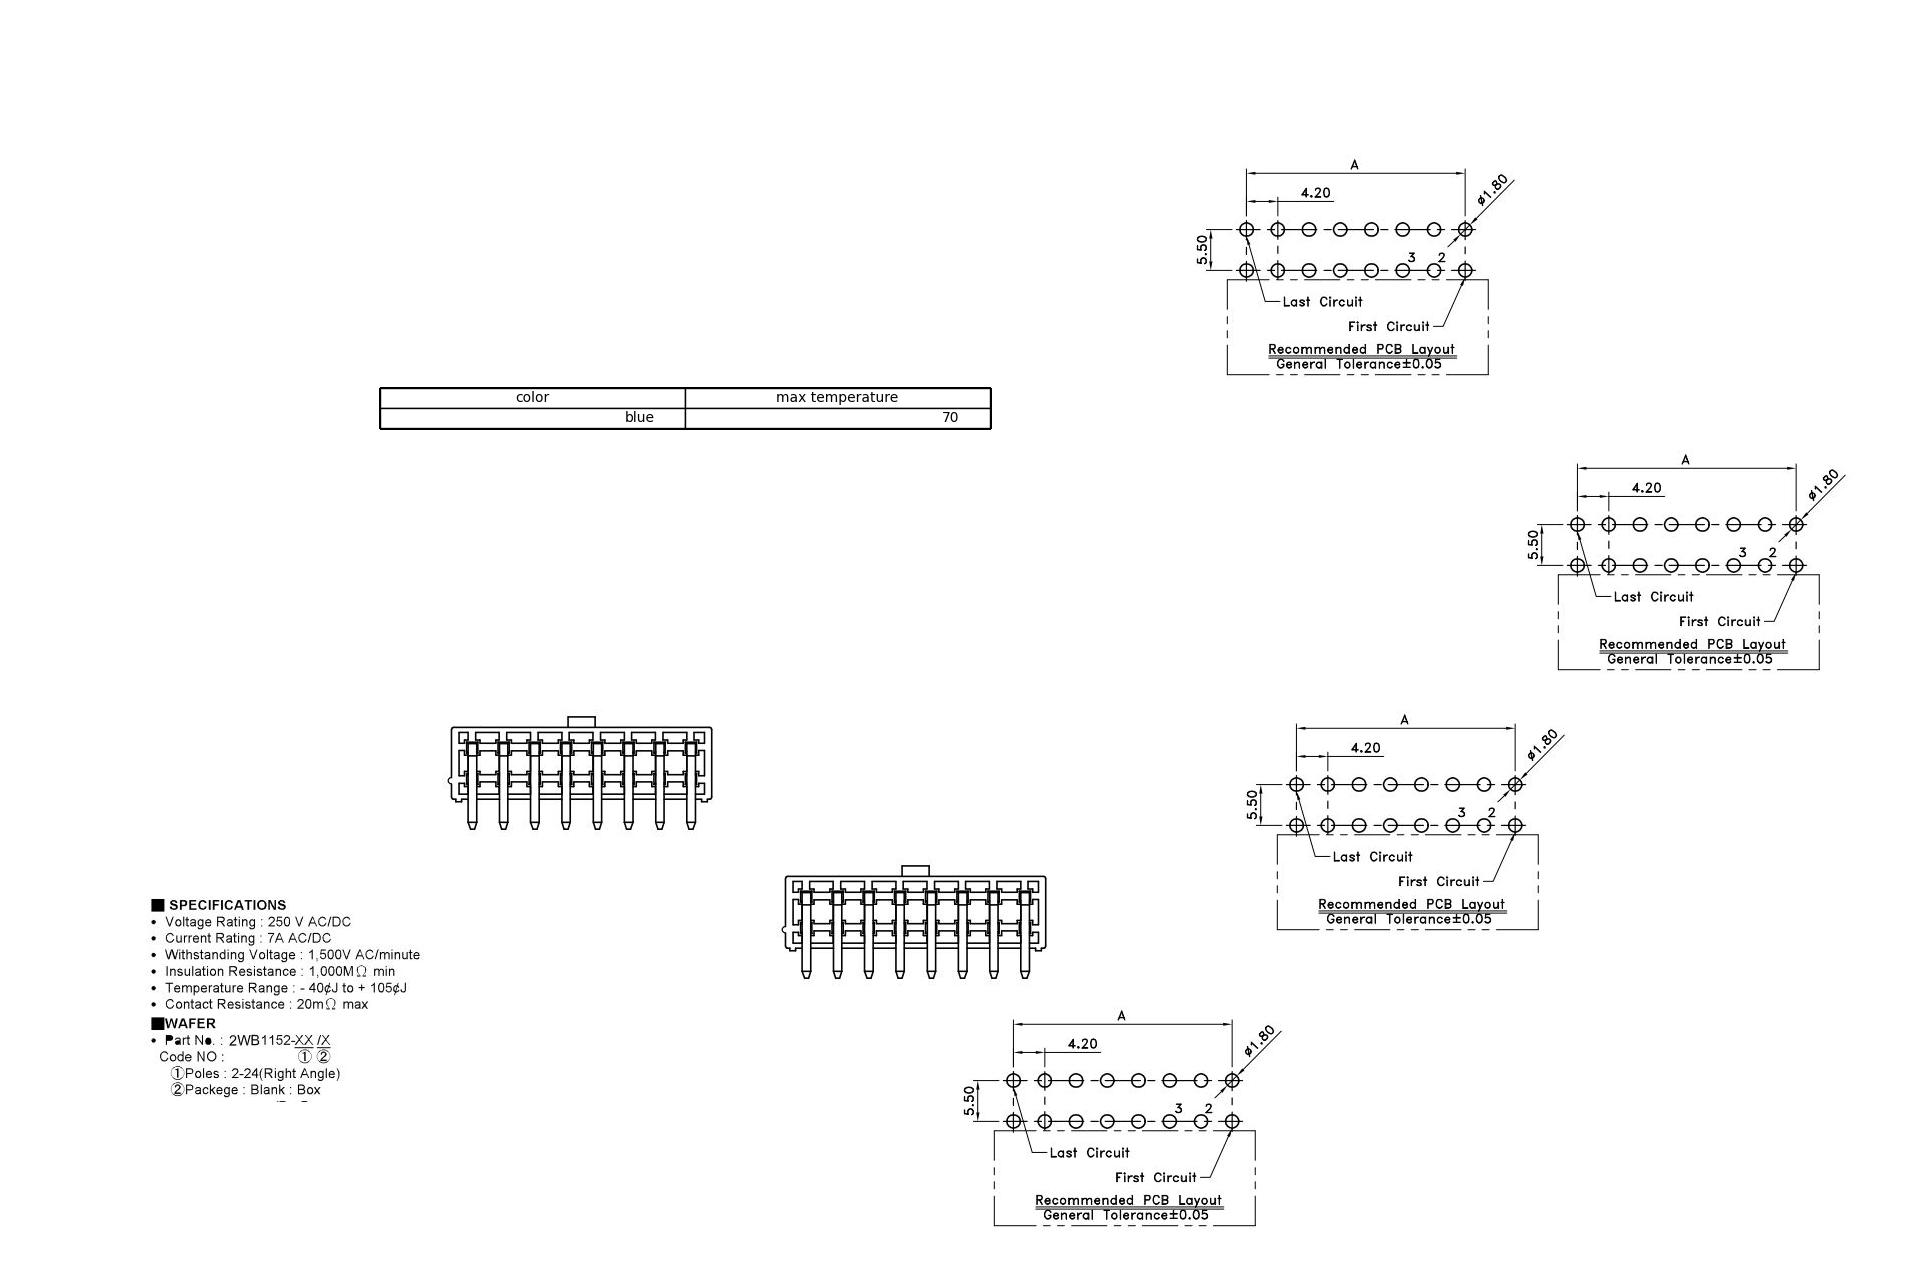 A
4.20
ø1.80
5.50
3 2
Last Circuit
First Circuit
Recommended PCB Layout
General Tolerance±0.05
color max temperature
blue 70
A
4.20
ø1.80
5.50
3 2
Last Circuit
First Circuit
Recommended PCB Layout
General Tolerance±0.05
A
4.20
ø1.80
5.50
3 2
Last Circuit
First Circuit
Recommended PCB Layout
General Tolerance±0.05
■ SPECIFICATIONS
• Voltage Rating : 250 V AC/DC
• Current Rating : 7A AC/DC
• Withstanding Voltage : 1,500V AC/minute
• Insulation Resistance : 1,000MΩ min
• Temperature Range : - 40¢J to + 105¢J
• Contact Resistance : 20mΩ max
■WAFER
• Part No. : 2WB1152-XX /X
Code NO : ① ②
①Poles : 2-24(Right Angle)
②Packege : Blank : Box
A
4.20
ø1.80
5.50
3 2
Last Circuit
First Circuit
Recommended PCB Layout
General Tolerance±0.05